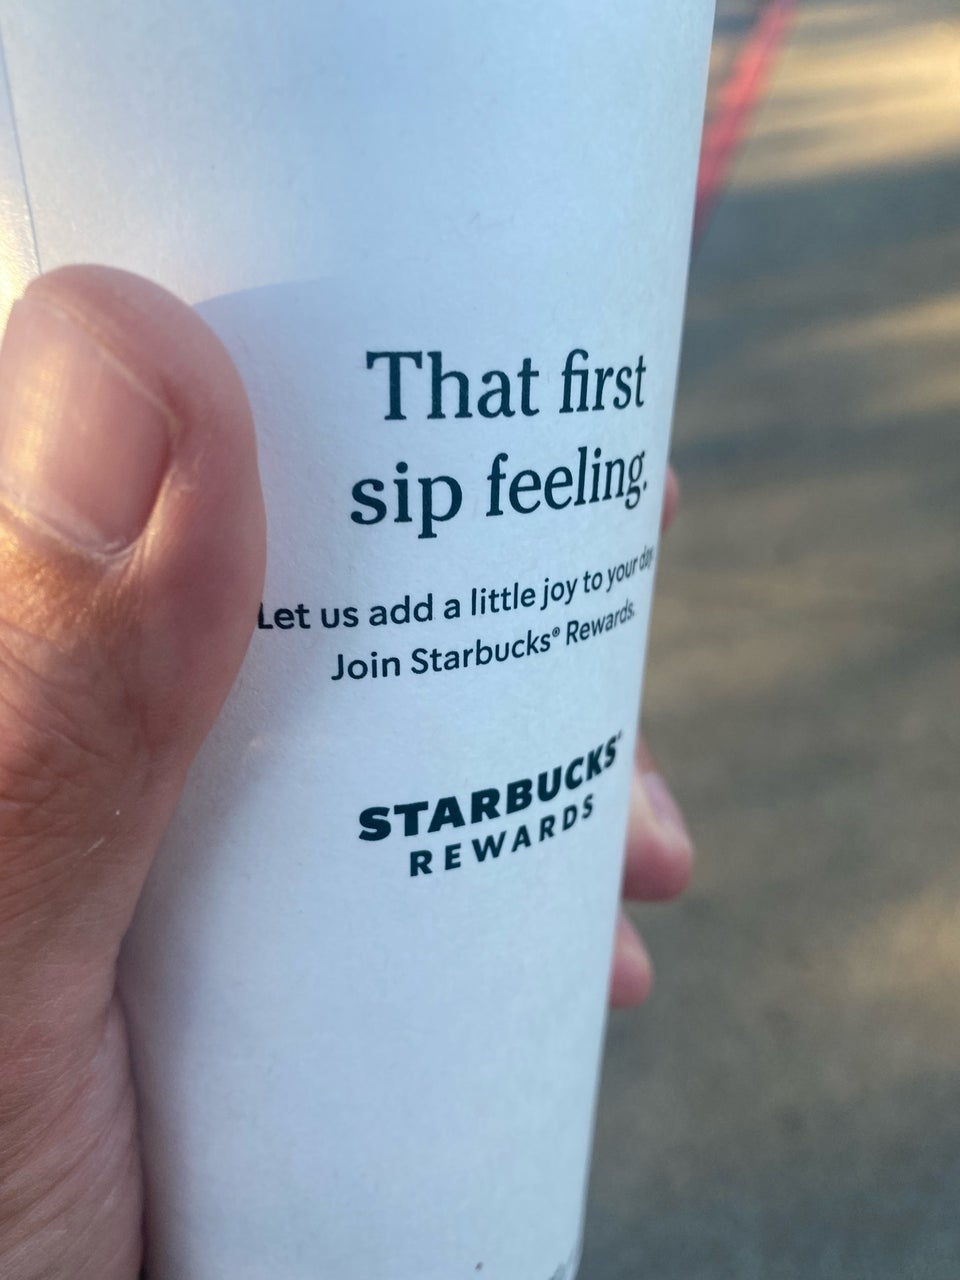 That first
sip feeling.
Let us add a little joy to your day.
Join Starbucks® Rewards.
STARBUCKS®
REWARDS